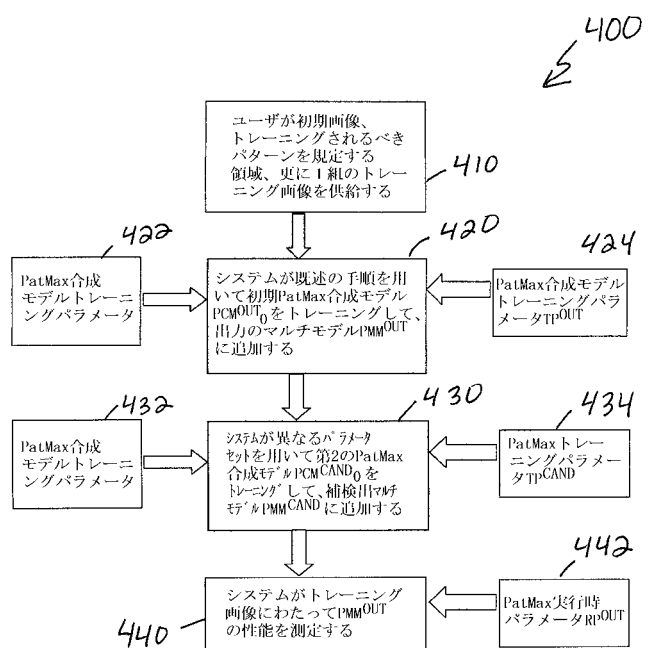 400
ユーザが初期画像、
トレーニングされるべき
パターンを規定する
領域、更に1組のトレー
ニング画像を供給する
410
422
PatMax合成
モデルトレーニ
ングパラメータ
420
システムが既述の手順を用
いて初期PatMax合成モデル
PCMOUT0をトレーニングして、
出力のマルチモデルPMMOUT
に追加する
424
PatMax合成モデル
トレーニングパラ
メータTPOUT
432
PatMax合成
モデルトレーニ
ングパラメータ
430
システムが異なるパラメータ
セットを用いて第2のPatMax
合成モデルPCMCAND0を
トレーニングして、補検出マルチ
モデルPMMCANDに追加する
434
PatMaxトレー
ニングパラメー
タTPCAND
440
システムがトレーニング
画像にわたってPMMOUT
の性能を測定する
442
PatMax実行時
パラメータRPOUT